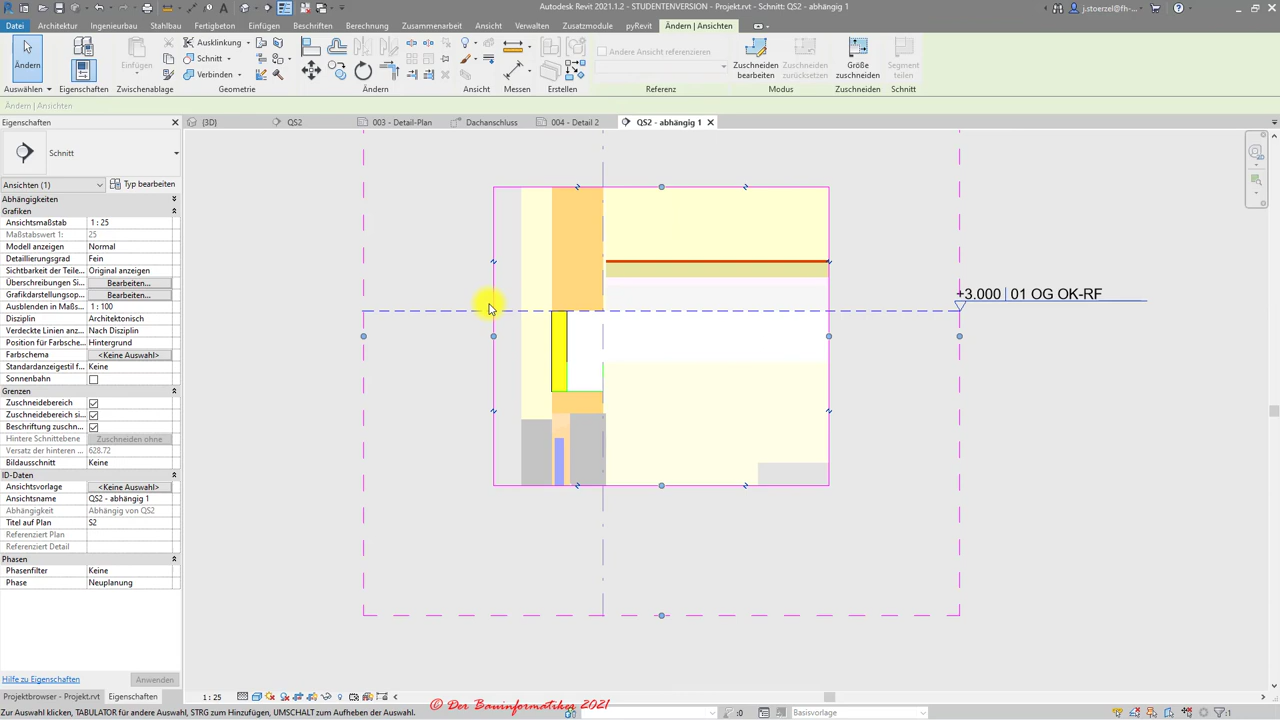 Autodesk Revit 2021.1.2 - STUDENTENVERSION - Projekt.rvt - Schnitt: QS2 - abhängig 1
j.stoerzel@fh-...
Datei Architektur Ingenieurbau Stahlbau Fertigbeton Einfügen Beschriften Berechnung Zusammenarbeit Ansicht Verwalten Zusatzmodule pyRevit Ändern | Ansichten
Ändern
Einfügen
Ausklinkung
Schnitt
Verbinden
Andere Ansicht referenzieren
Zuschneiden bearbeiten
Zuschneiden zurücksetzen
Größe zuschneiden
Segment teilen
Auswählen Eigenschaften Zwischenablage Geometrie Ändern Ansicht Messen Erstellen Referenz Modus Zuschneiden Schnitt
Ändern | Ansichten
Eigenschaften
{3D} QS2 003 - Detail-Plan Dachanschluss 004 - Detail 2 QS2 - abhängig 1
Schnitt
Ansichten (1) Typ bearbeiten
Abhängigkeiten
Grafiken
Ansichtsmaßstab 1 : 25
Maßstabswert 1: 25
Modell anzeigen Normal
Detaillierungsgrad Fein
Sichtbarkeit der Teile... Original anzeigen
Überschreibungen Si... Bearbeiten...
Grafikdarstellungsop... Bearbeiten...
Ausblenden in Maßs... 1 : 100
Disziplin Architektonisch
Verdeckte Linien anz... Nach Disziplin
Position für Farbsche... Hintergrund
Farbschema <Keine Auswahl>
Standardanzeigestil f... Keine
Sonnenbahn
Grenzen
Zuschneidebereich
Zuschneidebereich si...
Beschriftung zuschn...
Hintere Schnittebene Zuschneiden ohne
Versatz der hinteren ... 628.72
Bildausschnitt Keine
ID-Daten
Ansichtsvorlage <Keine Auswahl>
Ansichtsname QS2 - abhängig 1
Abhängigkeit Abhängig von QS2
Titel auf Plan S2
Referenziert Plan
Referenziert Detail
Phasen
Phasenfilter Keine
Phase Neuplanung
+3.000 01 OG OK-RF
Hilfe zu Eigenschaften Anwenden
Projektbrowser - Projekt.rvt Eigenschaften
1 : 25
© Der Bauinformatiker 2021
Zur Auswahl klicken, TABULATOR für andere Auswahl, STRG zum Hinzufügen, UMSCHALT zum Aufheben der Auswahl.
:0
Basisvorlage
:1